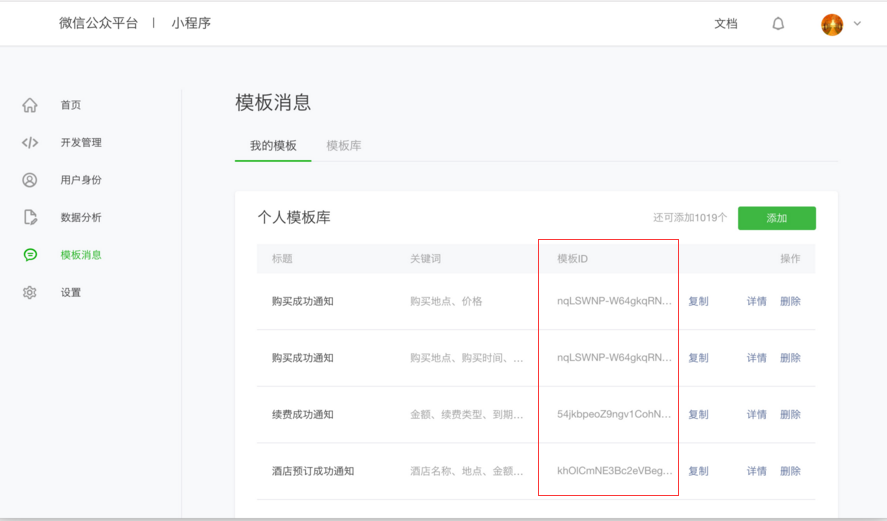 微信公众平台 | 小程序
文档
首页
开发管理
用户身份
数据分析
模板消息
设置
模板消息
我的模板 模板库
个人模板库 还可添加1019个 添加
标题 关键词 模板ID 操作
购买成功通知 购买地点、价格 nqLSWNP-W64gkqRN... 复制 详情 删除
购买成功通知 购买地点、购买时间、... nqLSWNP-W64gkqRN... 复制 详情 删除
续费成功通知 金额、续费类型、到期... 54jkbpeoZ9ngv1CohN... 复制 详情 删除
酒店预订成功通知 酒店名称、地点、金额... khOlCmNE3Bc2eVBeg... 复制 详情 删除